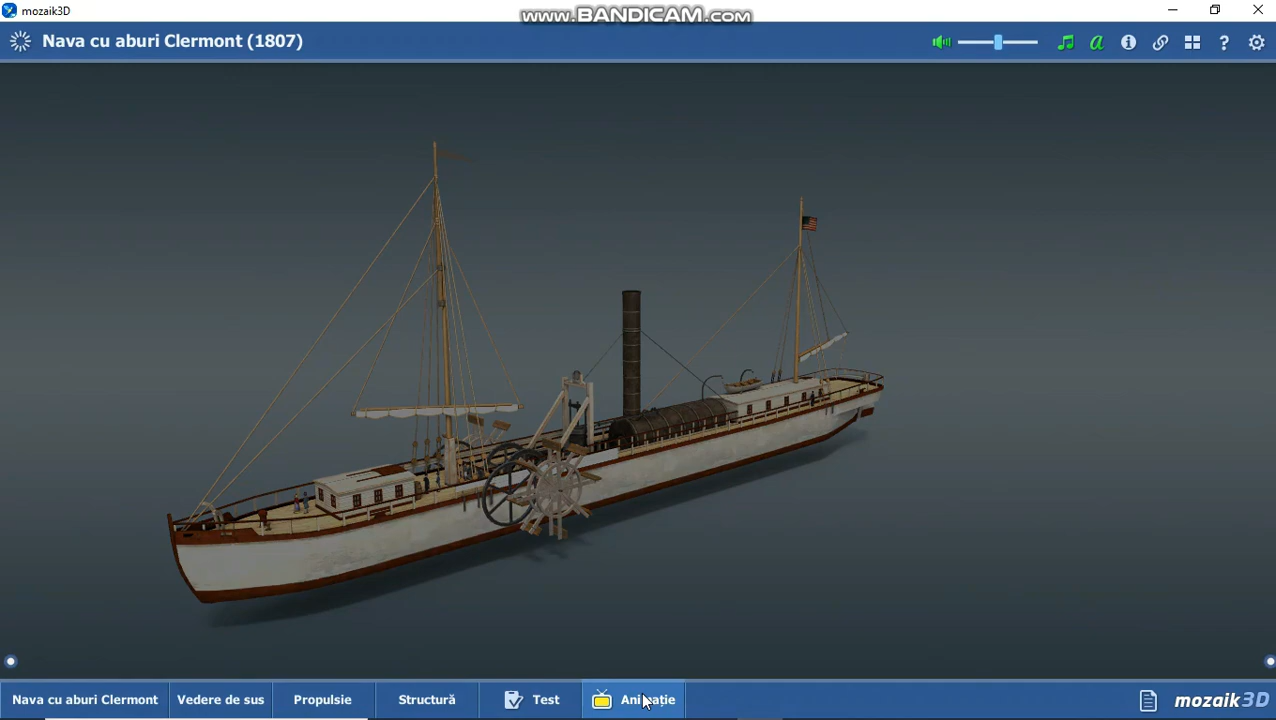 mozaik3D
www.BANDICAM.com
Nava cu aburi Clermont (1807)
Nava cu aburi Clermont
Vedere de sus
Propulsie
Structură
Test
Animație
mozaik3D